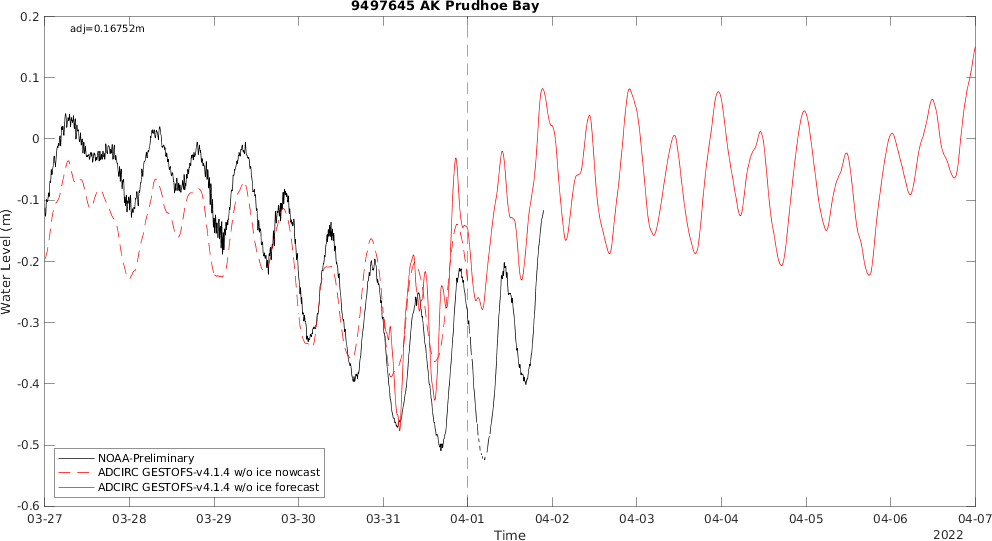 9497645 AK Prudhoe Bay
adj=0.16752m
0.2
0.1
0
-0.1
-0.2
-0.3
-0.4
-0.5
-0.6
Water Level (m)
NOAA-Preliminary
ADCIRC GESTOFS-v4.1.4 w/o ice nowcast
ADCIRC GESTOFS-v4.1.4 w/o ice forecast
03-27 03-28 03-29 03-30 03-31 04-01 04-02 04-03 04-04 04-05 04-06 04-07
Time
2022